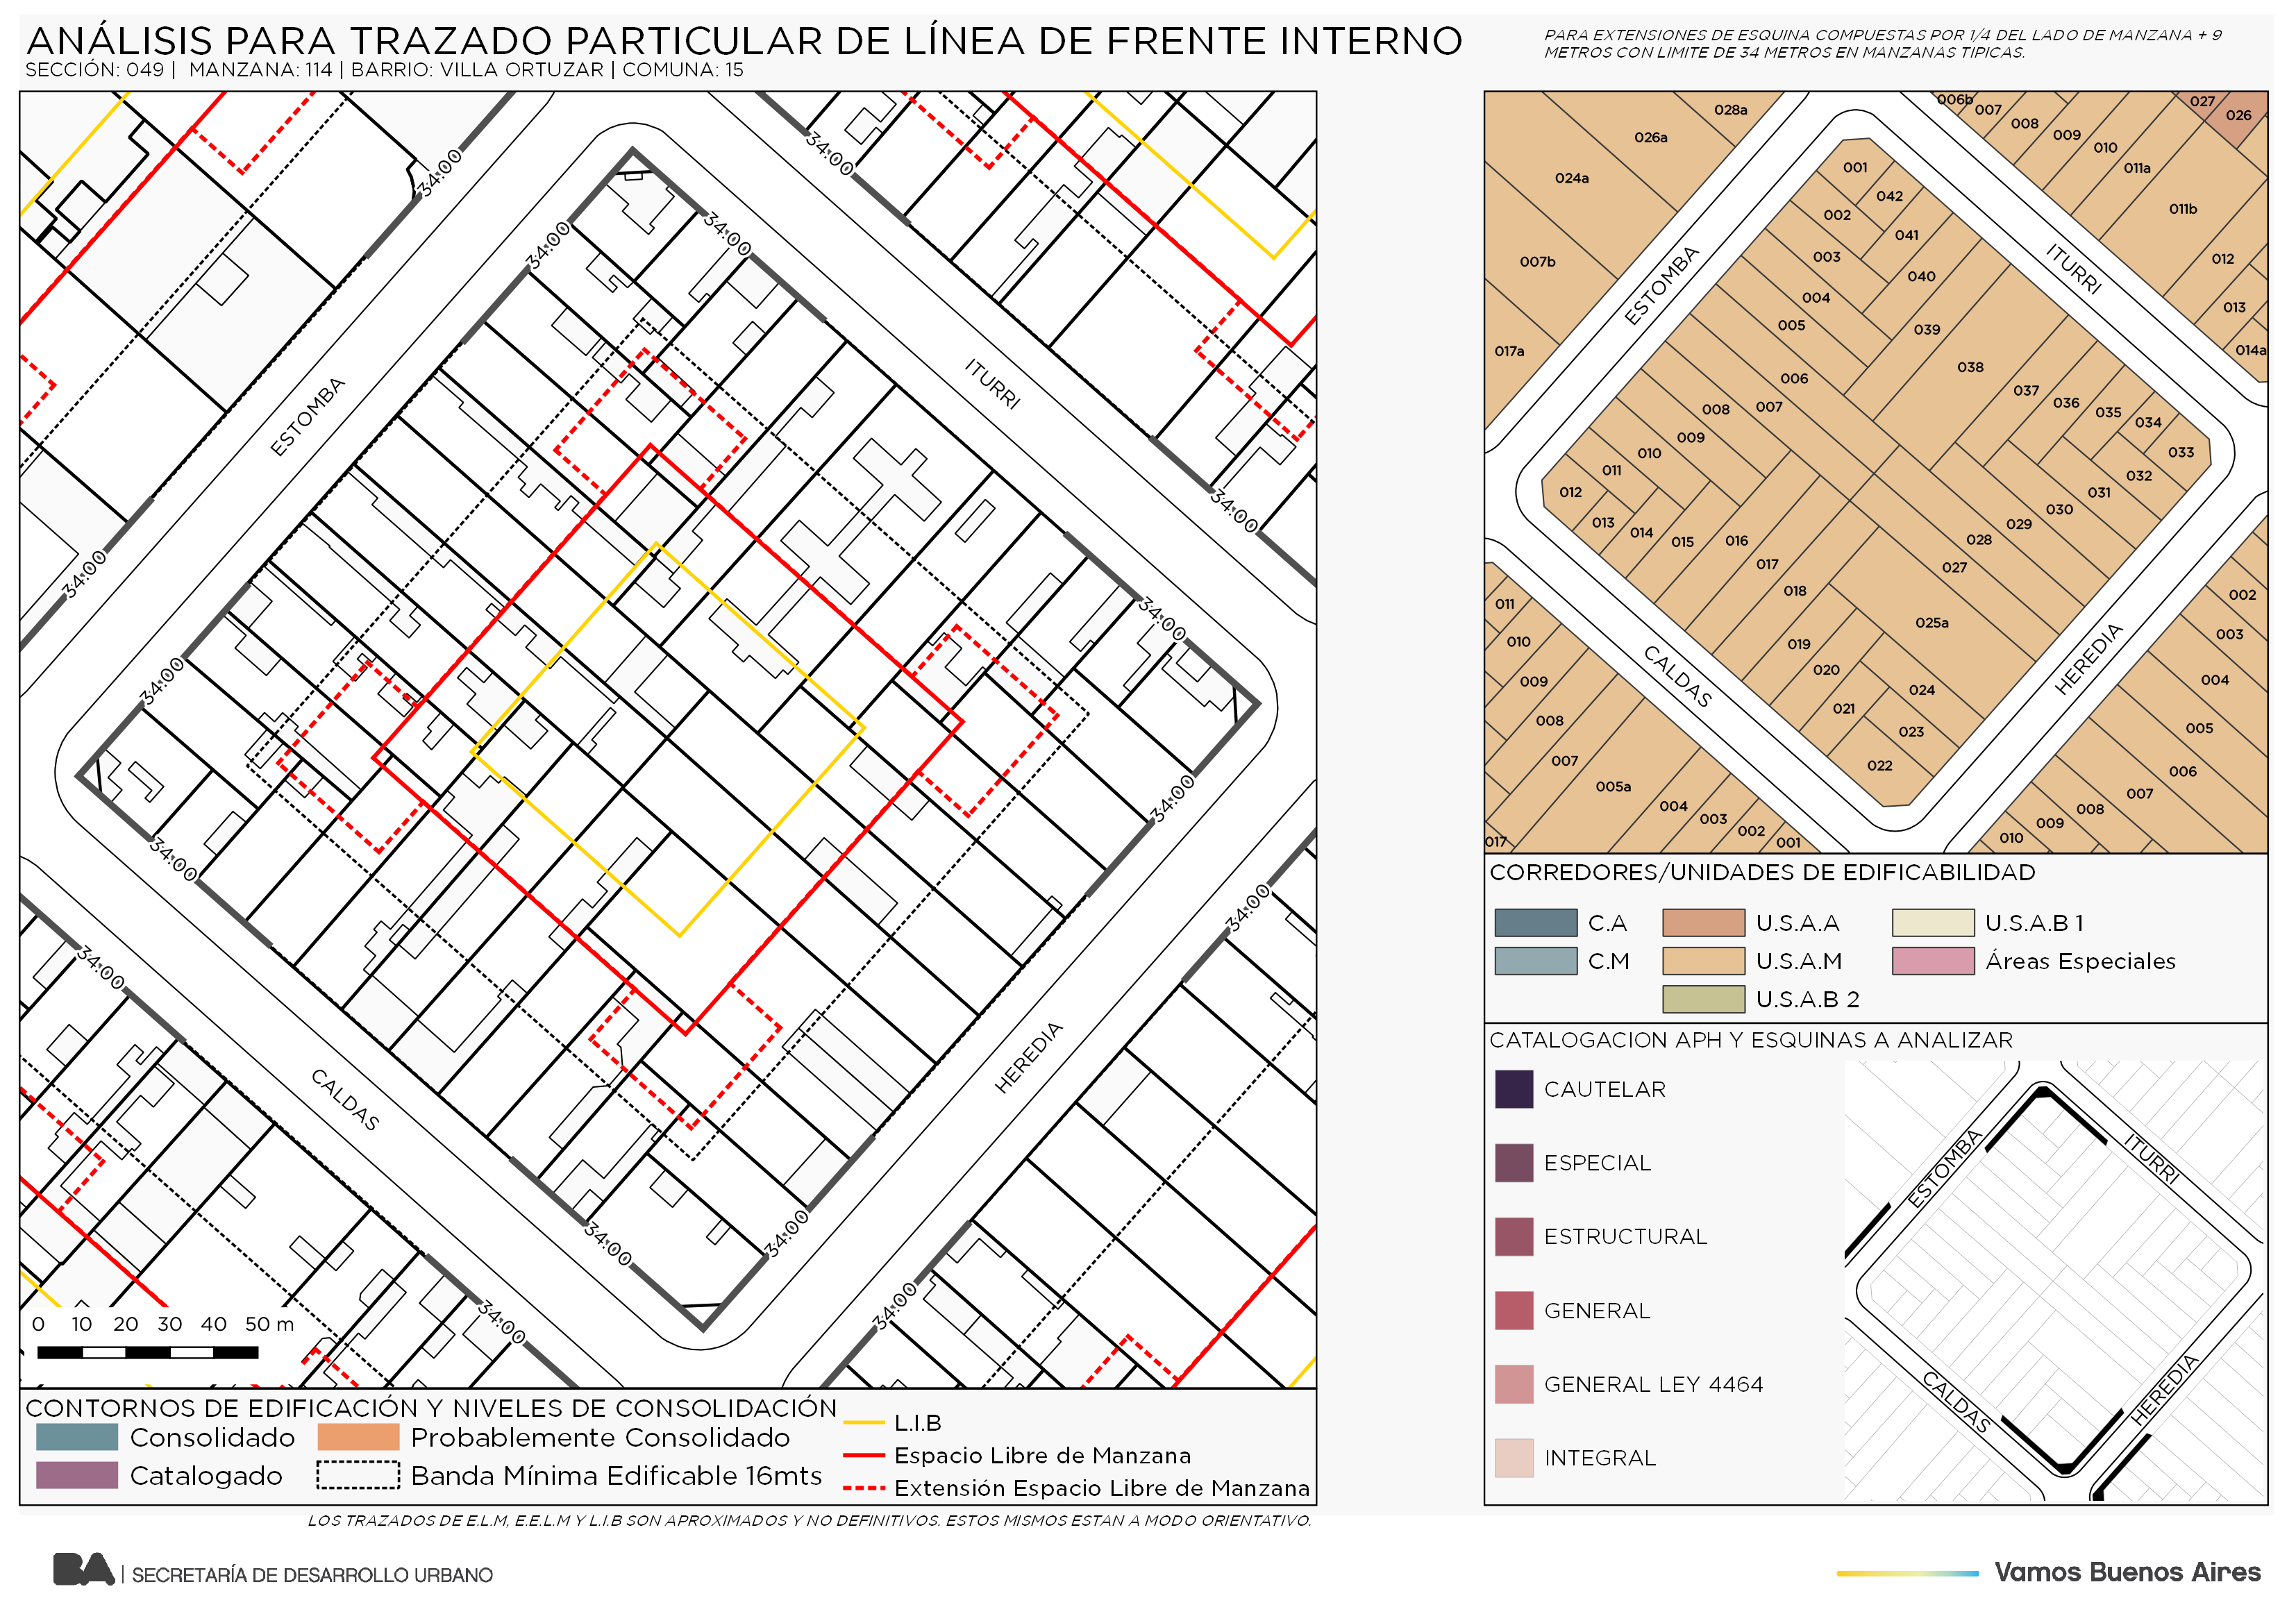 ANÁLISIS PARA TRAZADO PARTICULAR DE LÍNEA DE FRENTE INTERNO
SECCIÓN: 049 | MANZANA: 114 | BARRIO: VILLA ORTUZAR | COMUNA: 15
PARA EXTENSIONES DE ESQUINA COMPUESTAS POR 1/4 DEL LADO DE MANZANA + 9
METROS CON LIMITE DE 34 METROS EN MANZANAS TIPICAS.
34:00
34:00
34:00
34:00
ITURRI
ESTOMBA
34:00
34:00
34:00
34:00
34:00
34:00
34:00
34:00
HEREDIA
CALDAS
34:00
34:00
34:00
34:00
0 10 20 30 40 50 m
CONTORNOS DE EDIFICACIÓN Y NIVELES DE CONSOLIDACIÓN
Consolidado
Probablemente Consolidado
Catalogado
Banda Mínima Edificable 16mts
L.I.B
Espacio Libre de Manzana
Extensión Espacio Libre de Manzana
LOS TRAZADOS DE E.L.M, E.E.L.M Y L.I.B SON APROXIMADOS Y NO DEFINITIVOS. ESTOS MISMOS ESTAN A MODO ORIENTATIVO.
028a
026a
024a
007b
017a
006b
007
008
009
010
011a
011b
027
026
012
013
014a
ESTOMBA
ITURRI
001
042
002
041
003
040
004
005
039
038
006
037
036
035
034
033
007
008
009
010
011
012
013
014
015
016
017
018
032
031
030
029
028
027
025a
019
020
021
024
023
022
CALDAS
HEREDIA
011
010
009
008
007
005a
004
003
002
001
017
002
003
004
005
006
007
008
009
010
CORREDORES/UNIDADES DE EDIFICABILIDAD
C.A
U.S.A.A
U.S.A.B 1
C.M
U.S.A.M
Áreas Especiales
U.S.A.B 2
CATALOGACION APH Y ESQUINAS A ANALIZAR
CAUTELAR
ESPECIAL
ESTRUCTURAL
GENERAL
GENERAL LEY 4464
INTEGRAL
ESTOMBA
ITURRI
CALDAS
HEREDIA
BA | SECRETARÍA DE DESARROLLO URBANO
Vamos Buenos Aires